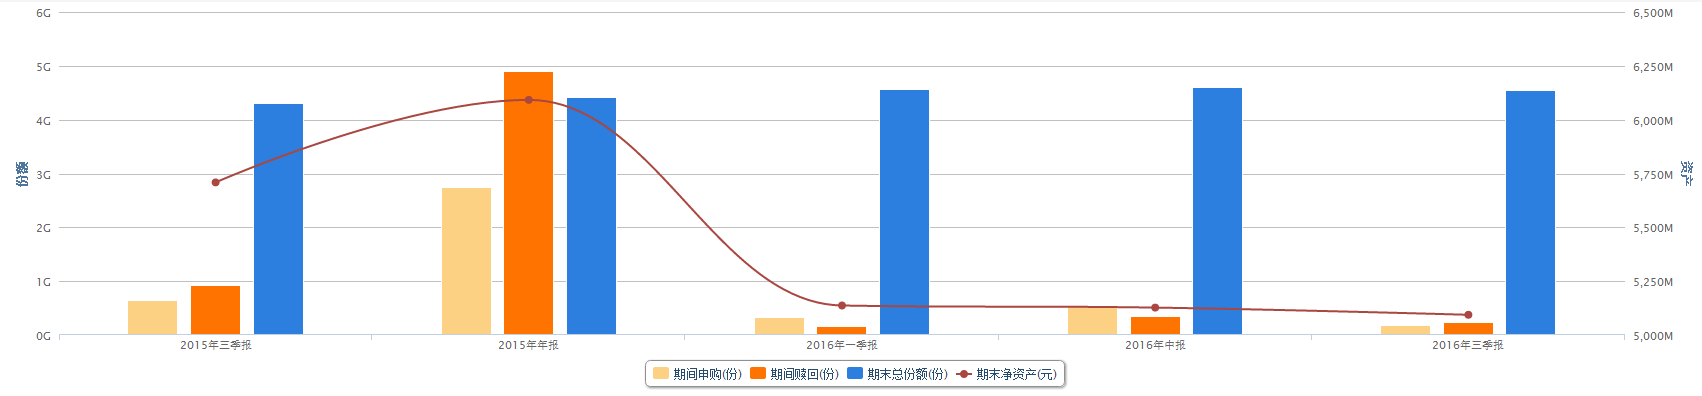 6G
5G
4G
3G
2G
1G
0G
份额
6,500M
6,250M
6,000M
5,750M
5,500M
5,250M
5,000M
资产
2015年三季报
2015年年报
2016年一季报
2016年中报
2016年三季报
期间申购(份) 期间赎回(份) 期末总份额(份) 期末净资产(元)